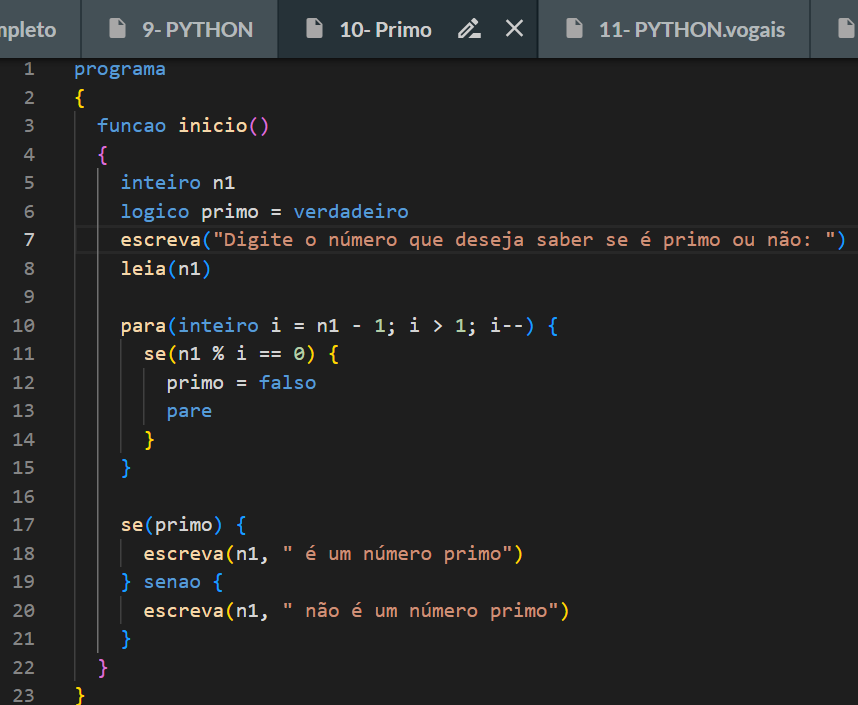 mpleto 9- PYTHON 10- Primo 11- PYTHON.vogais
1 programa
2 {
3 funcao inicio()
4 {
5 inteiro n1
6 logico primo = verdadeiro
7 escreva("Digite o número que deseja saber se é primo ou não: ")
8 leia(n1)
9
10 para(inteiro i = n1 - 1; i > 1; i--) {
11 se(n1 % i == 0) {
12 primo = falso
13 pare
14 }
15 }
16
17 se(primo) {
18 escreva(n1, " é um número primo")
19 } senao {
20 escreva(n1, " não é um número primo")
21 }
22 }
23 }